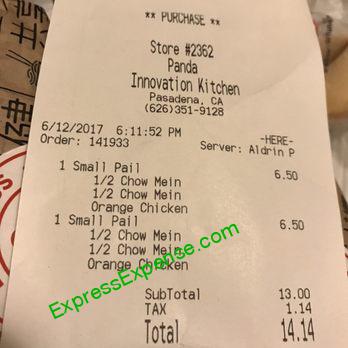 ** PURCHASE **
Store #2362
Panda
Innovation Kitchen
Pasadena, CA
(626)351-9128
6/12/2017 6:11:52 PM -HERE-
Order: 141933 Server: Aldrin P
1 Small Pail 6.50
1/2 Chow Mein
1/2 Chow Mein
Orange Chicken
1 Small Pail 6.50
1/2 Chow Mein
1/2 Chow Mein
Orange Chicken
ExpressExpense.com
SubTotal 13.00
TAX 1.14
Total 14.14